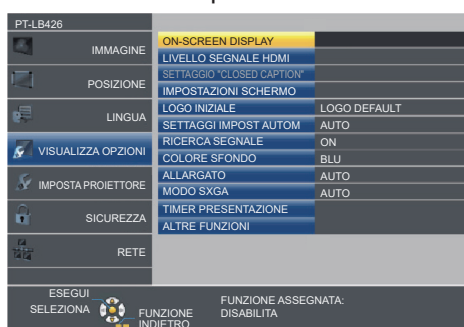 PT-LB426
IMMAGINE
POSIZIONE
LINGUA
VISUALIZZA OPZIONI
IMPOSTA PROIETTORE
SICUREZZA
RETE
ON-SCREEN DISPLAY
LIVELLO SEGNALE HDMI
SETTAGGIO "CLOSED CAPTION"
IMPOSTAZIONI SCHERMO
LOGO INIZIALE LOGO DEFAULT
SETTAGGI IMPOST AUTOM AUTO
RICERCA SEGNALE ON
COLORE SFONDO BLU
ALLARGATO AUTO
MODO SXGA AUTO
TIMER PRESENTAZIONE
ALTRE FUNZIONI
ESEGUI
SELEZIONA
FUNZIONE
INDIETRO
FUNZIONE ASSEGNATA:
DISABILITA